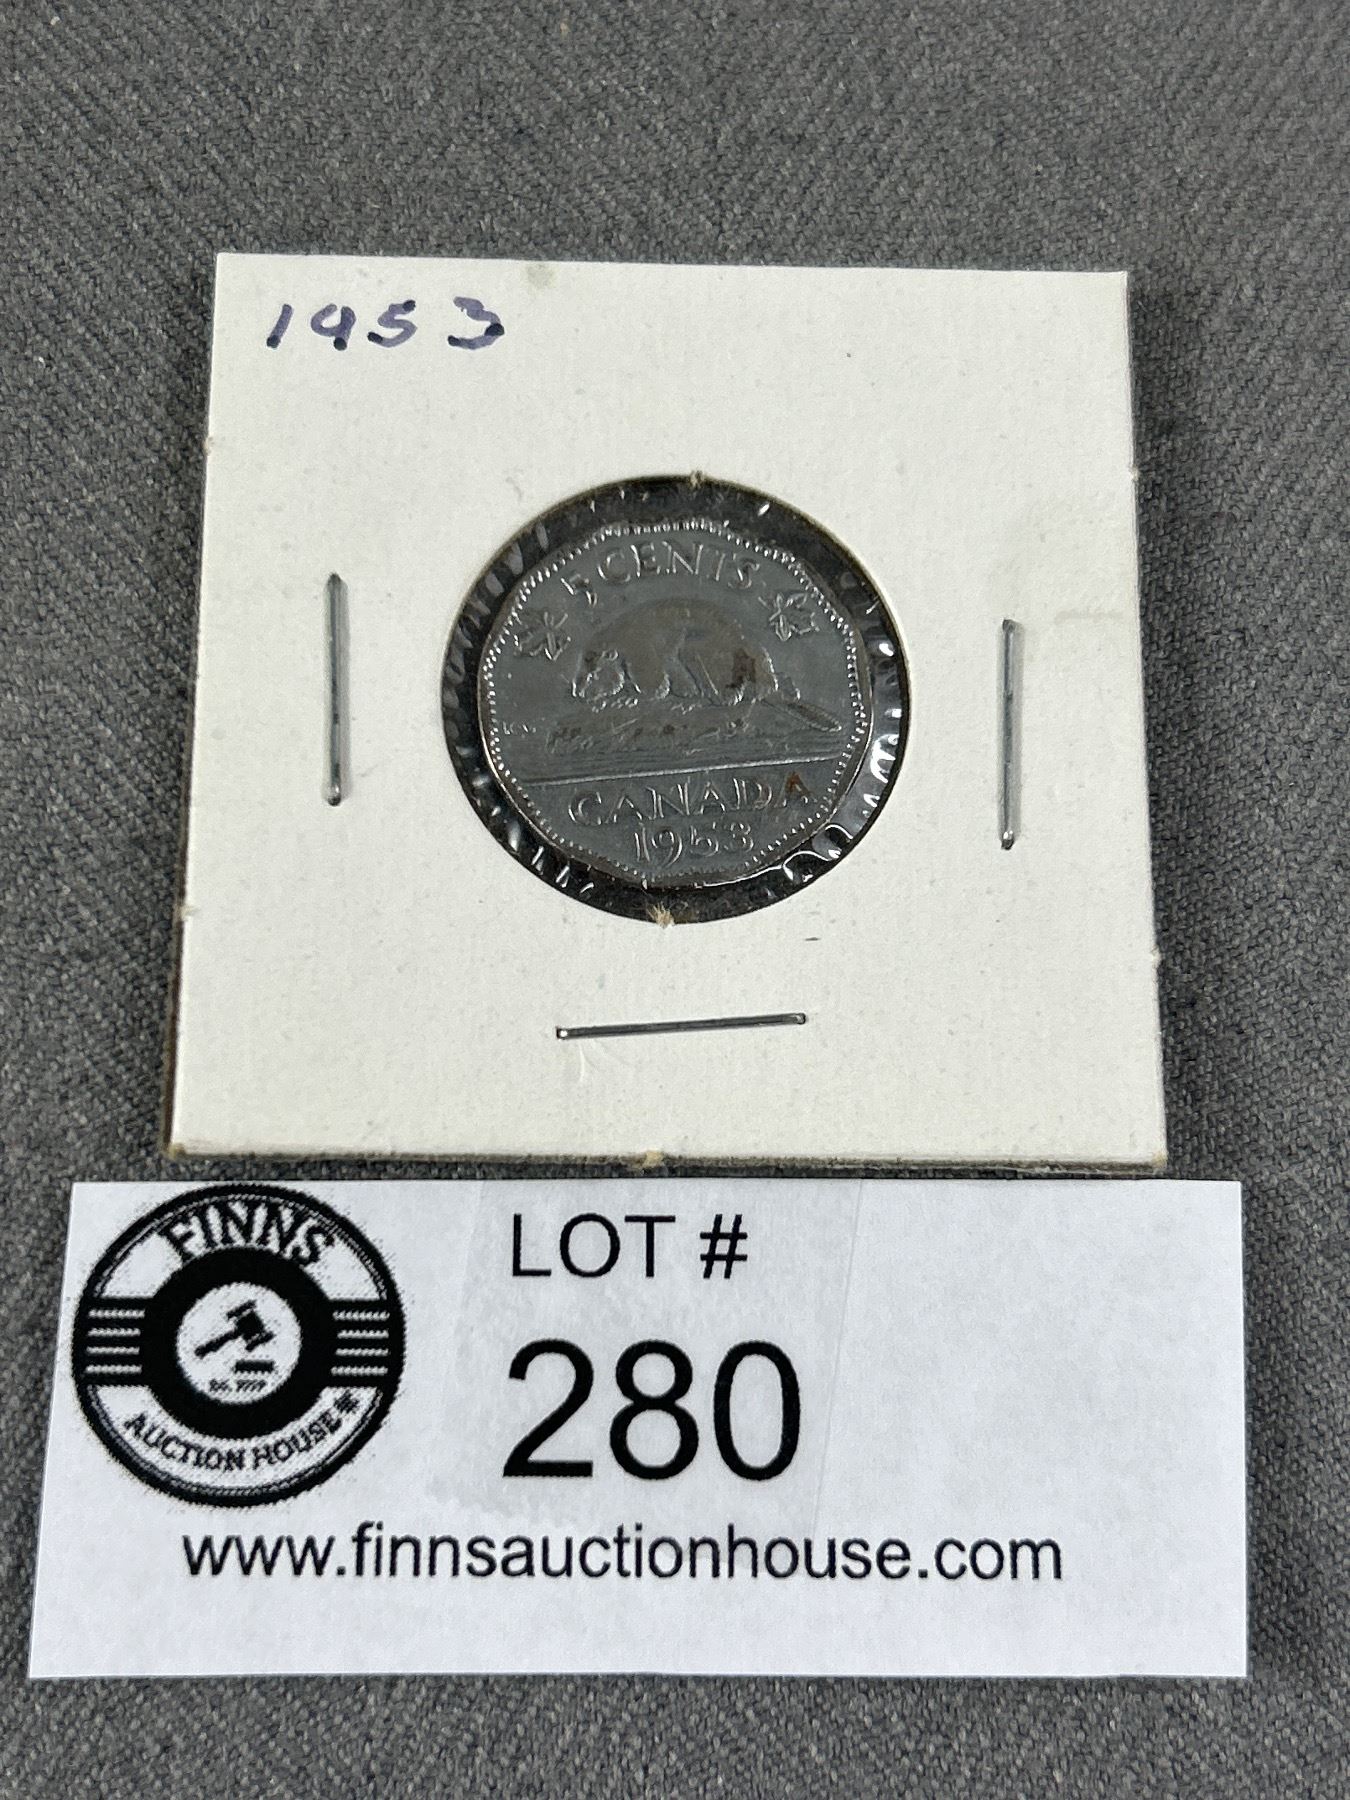 1953
5 CENTS
CANADA
1953
LOT #
FINNS
AUCTION HOUSE
280
www.finnsauctionhouse.com